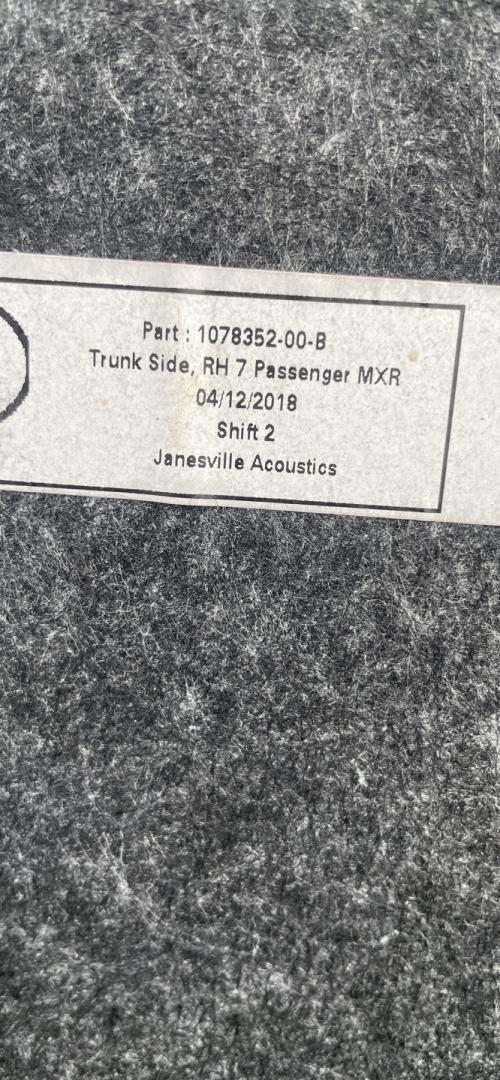 Part : 1078352-00-B
Trunk Side, RH 7 Passenger MXR
04/12/2018
Shift 2
Janesville Acoustics